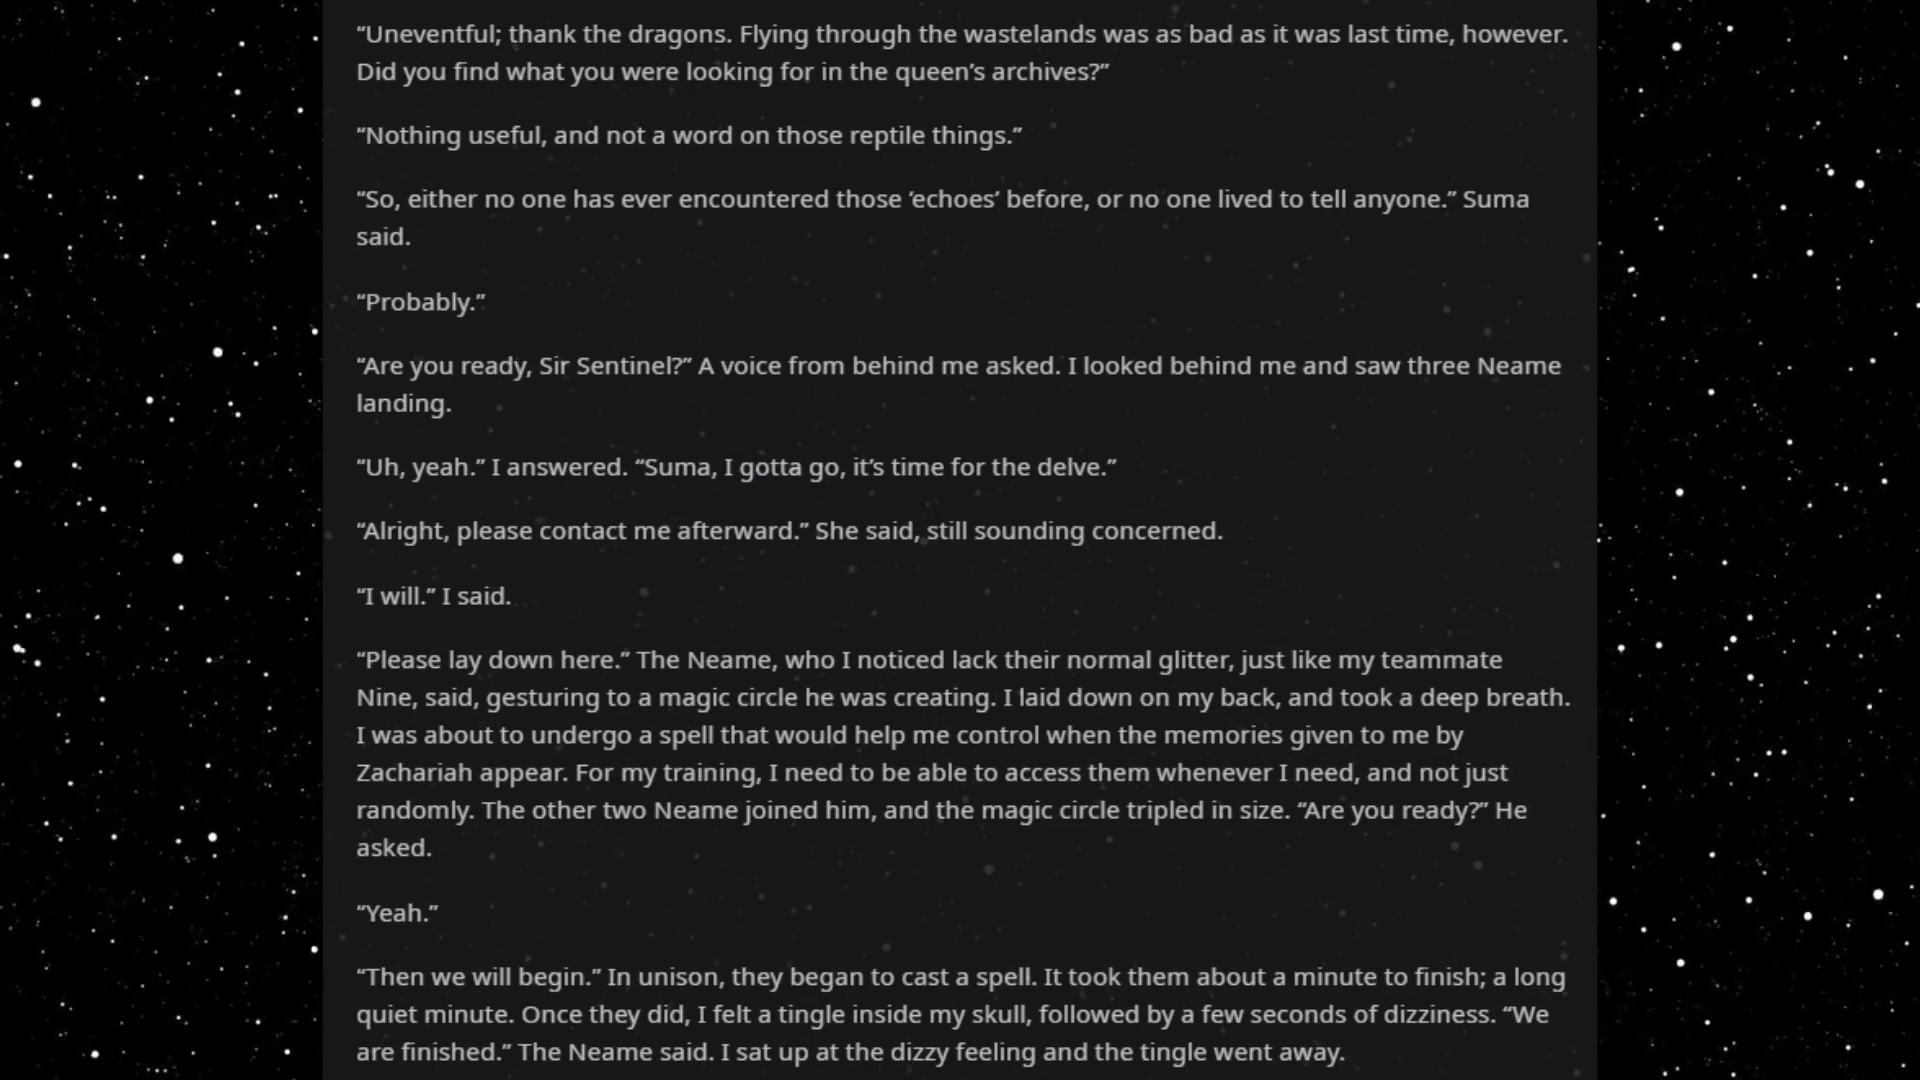 “Uneventful; thank the dragons. Flying through the wastelands was as bad as it was last time, however.
Did you find what you were looking for in the queen’s archives?”
“Nothing useful, and not a word on those reptile things.”
“So, either no one has ever encountered those ‘echoes’ before, or no one lived to tell anyone.” Suma
said.
“Probably.”
“Are you ready, Sir Sentinel?” A voice from behind me asked. I looked behind me and saw three Neame
landing.
“Uh, yeah.” I answered. “Suma, I gotta go, it’s time for the delve.”
“Alright, please contact me afterward.” She said, still sounding concerned.
“I will.” I said.
“Please lay down here.” The Neame, who I noticed lack their normal glitter, just like my teammate
Nine, said, gesturing to a magic circle he was creating. I laid down on my back, and took a deep breath.
I was about to undergo a spell that would help me control when the memories given to me by
Zachariah appear. For my training, I need to be able to access them whenever I need, and not just
randomly. The other two Neame joined him, and the magic circle tripled in size. “Are you ready?” He
asked.
“Yeah.”
“Then we will begin.” In unison, they began to cast a spell. It took them about a minute to finish; a long
quiet minute. Once they did, I felt a tingle inside my skull, followed by a few seconds of dizziness. “We
are finished.” The Neame said. I sat up at the dizzy feeling and the tingle went away.